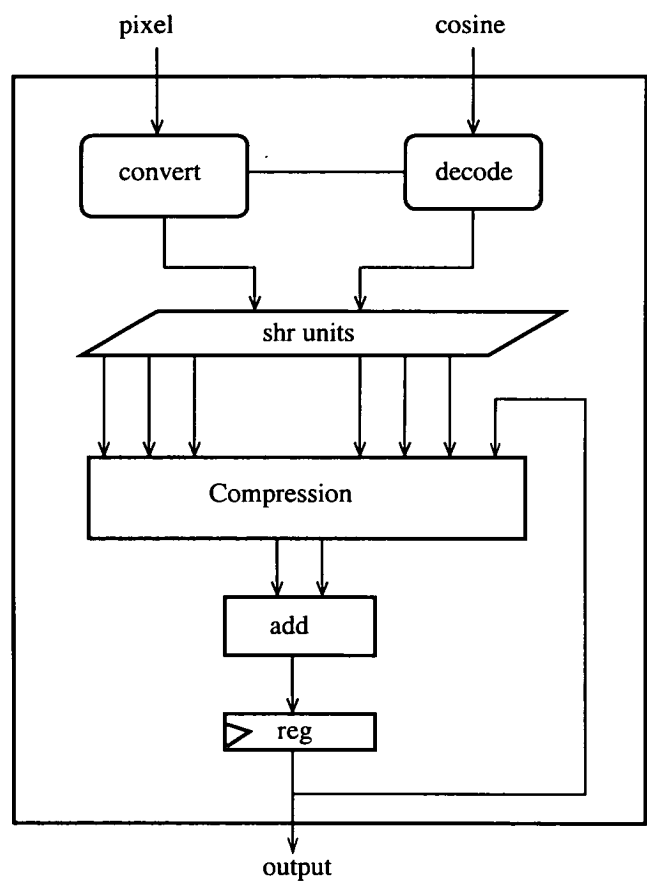 pixel cosine
convert decode
shr units
Compression
add
reg
output